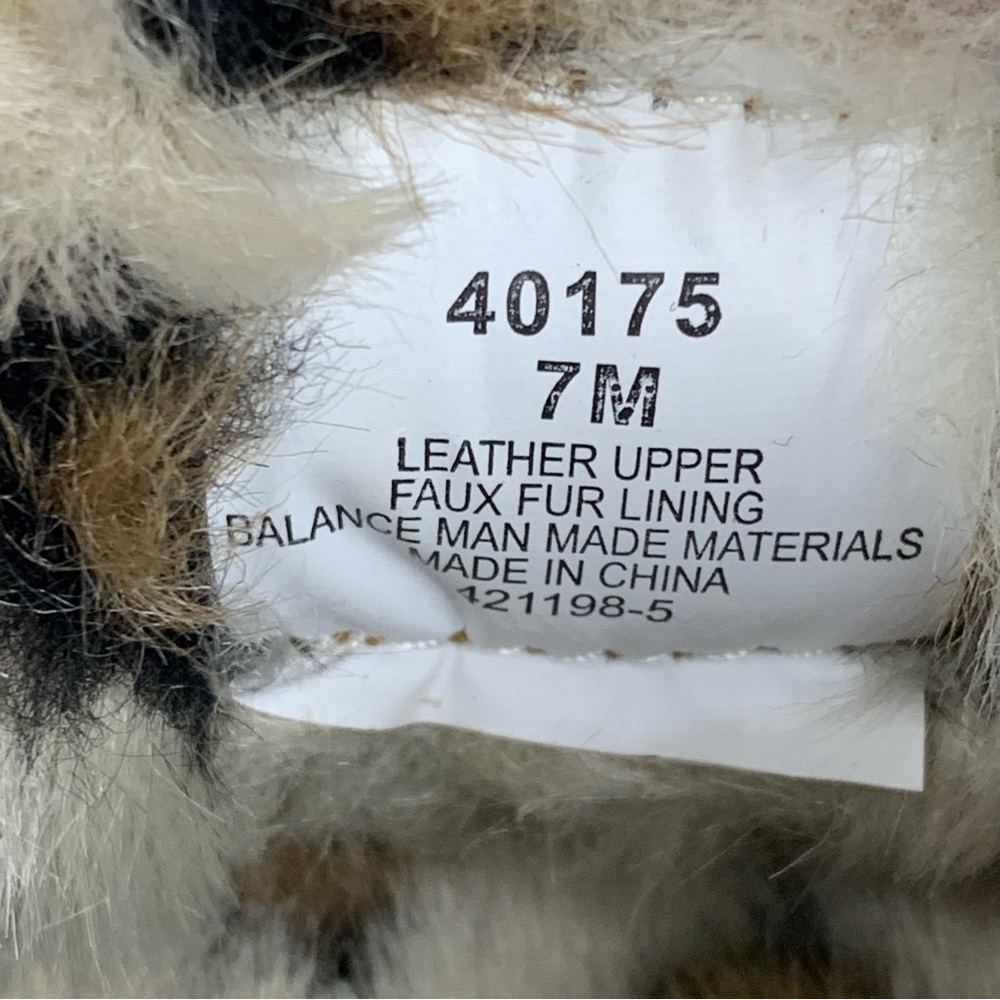 40175
7M
LEATHER UPPER
FAUX FUR LINING
BALANCE MAN MADE MATERIALS
MADE IN CHINA
421198-5